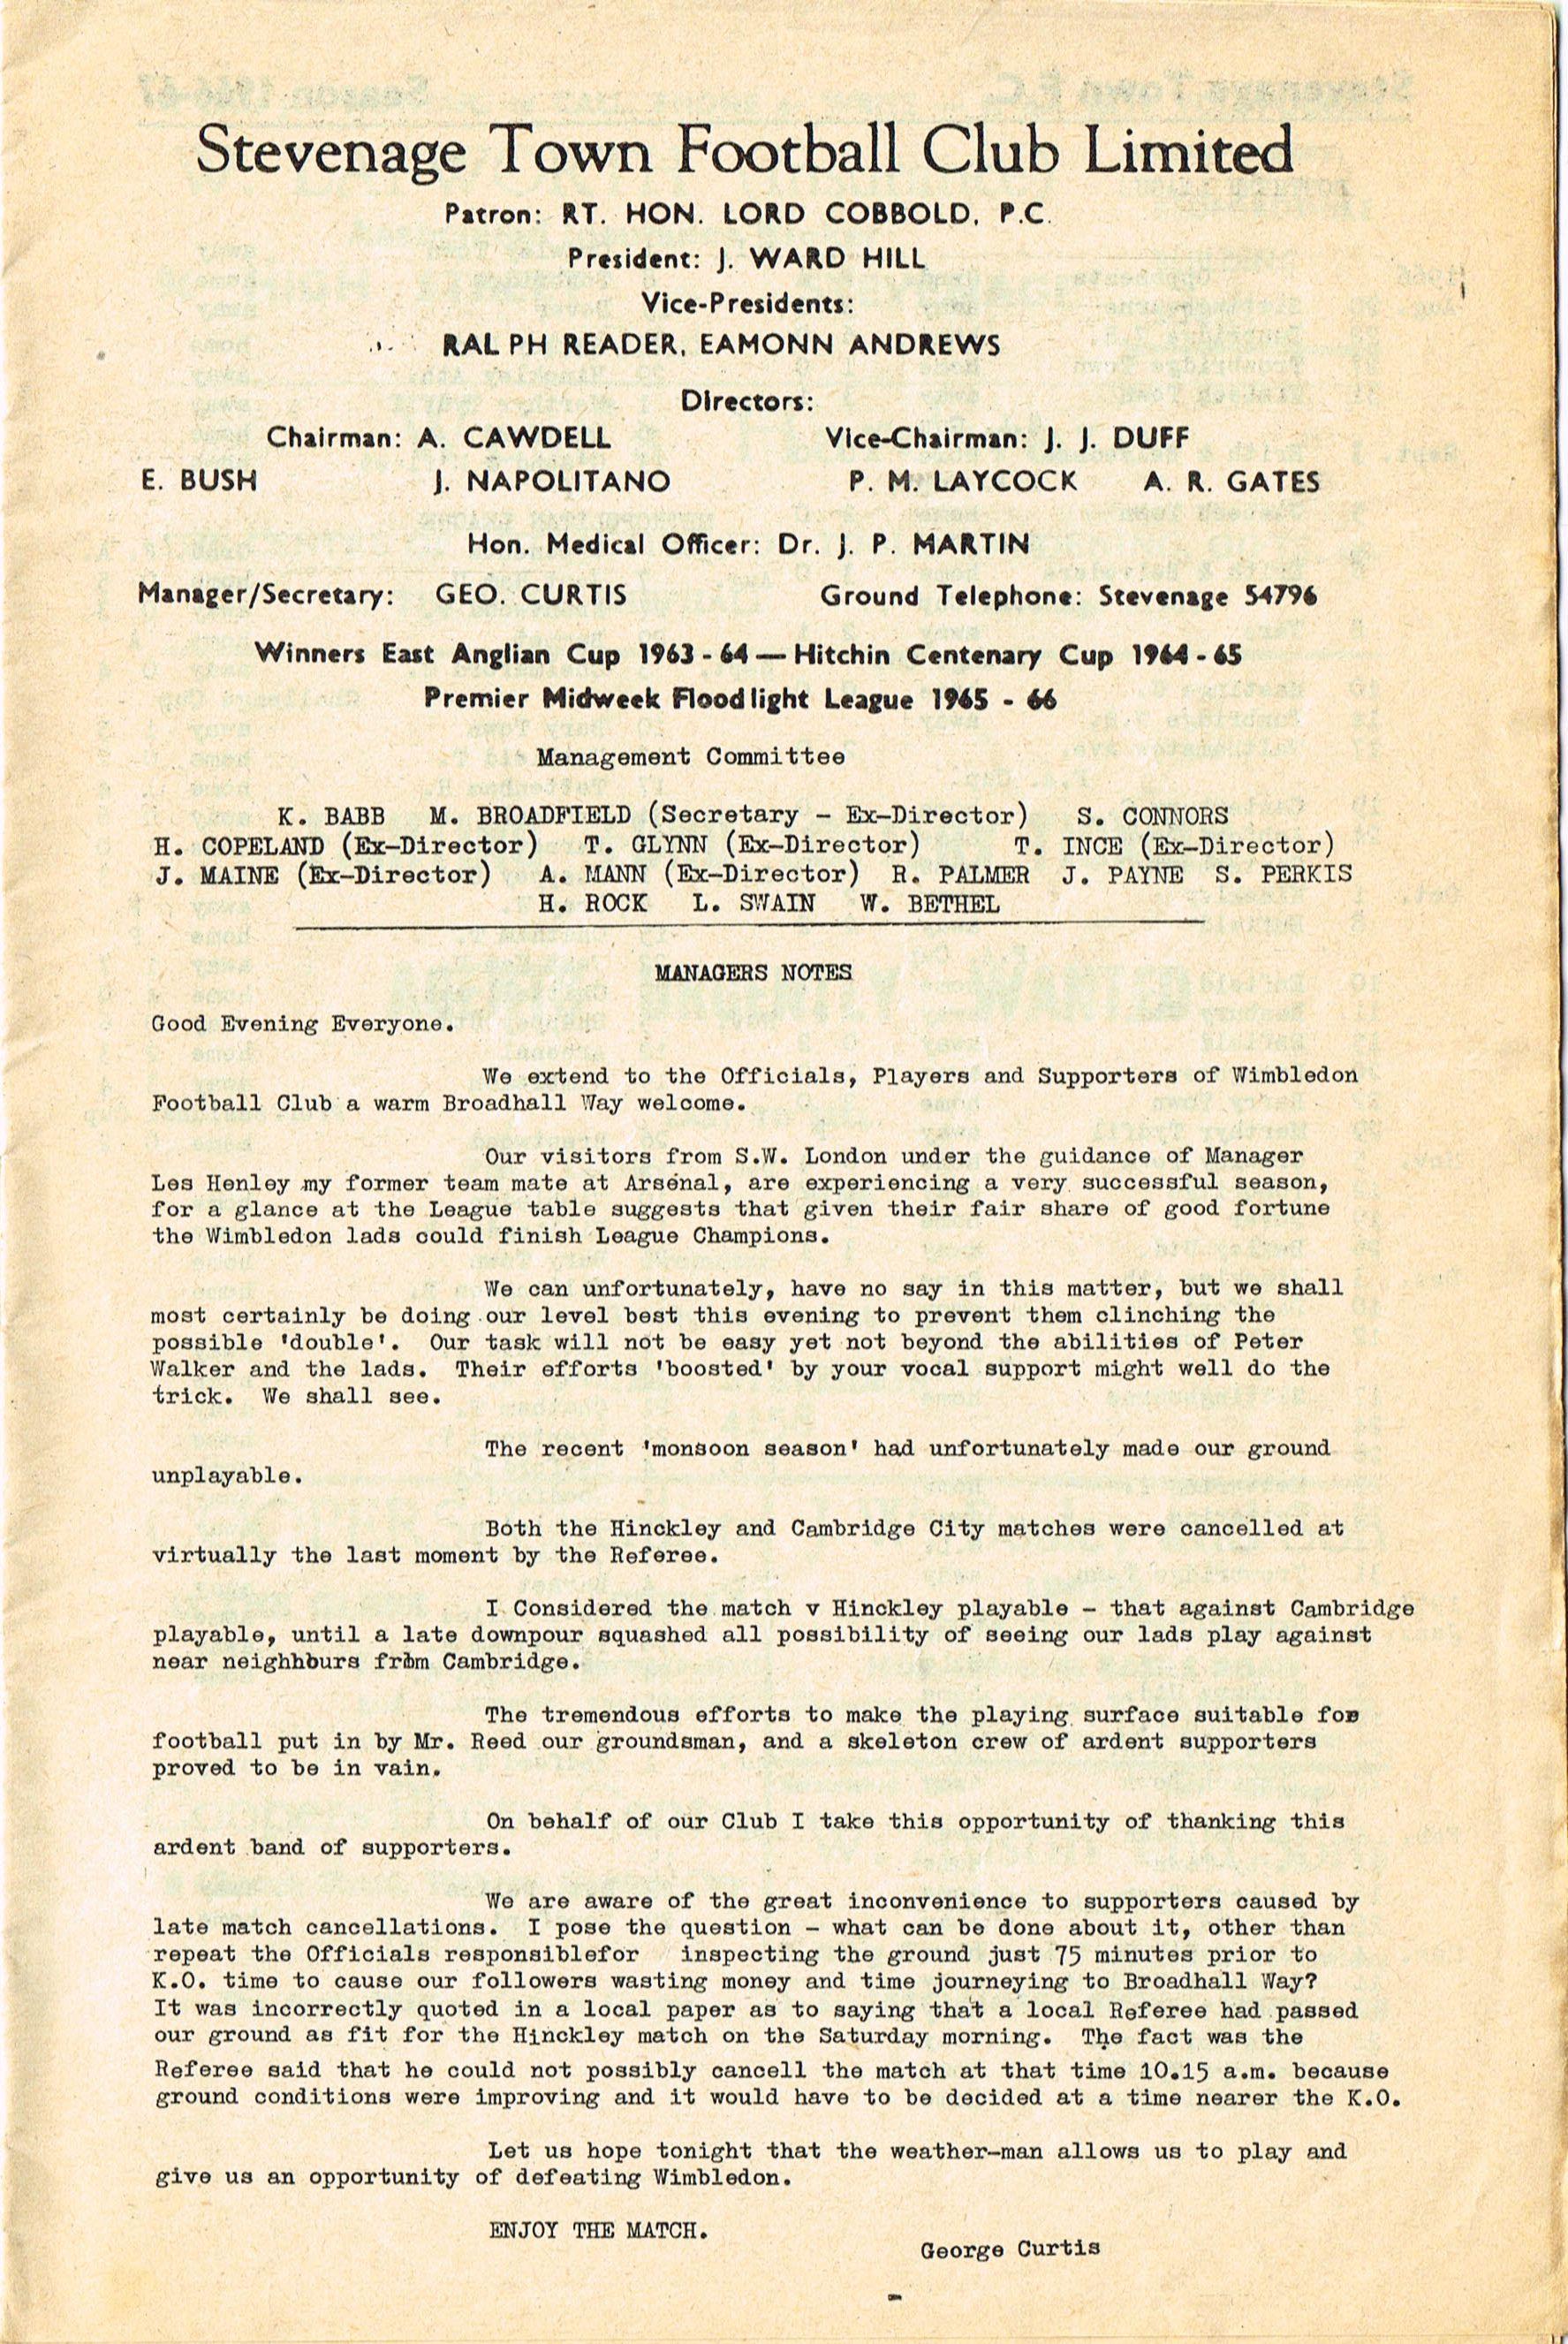 Stevenage Town Football Club Limited
Patron: RT. HON. LORD COBBOLD, P.C.
President: J. WARD HILL
Vice-Presidents:
RALPH READER, EAMONN ANDREWS
Directors:
Chairman: A. CAWDELL Vice-Chairman: J. J. DUFF
E. BUSH J. NAPOLITANO P. M. LAYCOCK A. R. GATES
Hon. Medical Officer: Dr. J. P. MARTIN
Manager/Secretary: GEO. CURTIS Ground Telephone: Stevenage 54796
Winners East Anglian Cup 1963 - 64 — Hitchin Centenary Cup 1964 - 65
Premier Midweek Floodlight League 1965 - 66
Management Committee
K. BABB M. BROADFIELD (Secretary - Ex-Director) S. CONNORS
H. COPELAND (Ex-Director) T. GLYNN (Ex-Director) T. INCE (Ex-Director)
J. MAINE (Ex-Director) A. MANN (Ex-Director) R. PALMER J. PAYNE S. PERKIS
H. ROCK L. SWAIN W. BETHEL
MANAGERS NOTES
Good Evening Everyone.
We extend to the Officials, Players and Supporters of Wimbledon
Football Club a warm Broadhall Way welcome.
Our visitors from S.W. London under the guidance of Manager
Les Henley my former team mate at Arsenal, are experiencing a very successful season,
for a glance at the League table suggests that given their fair share of good fortune
the Wimbledon lads could finish League Champions.
We can unfortunately, have no say in this matter, but we shall
most certainly be doing our level best this evening to prevent them clinching the
possible 'double'. Our task will not be easy yet not beyond the abilities of Peter
Walker and the lads. Their efforts 'boosted' by your vocal support might well do the
trick. We shall see.
The recent 'monsoon season' had unfortunately made our ground
unplayable.
Both the Hinckley and Cambridge City matches were cancelled at
virtually the last moment by the Referee.
I Considered the match v Hinckley playable - that against Cambridge
playable, until a late downpour squashed all possibility of seeing our lads play against
near neighhburs from Cambridge.
The tremendous efforts to make the playing surface suitable for
football put in by Mr. Reed our groundsman, and a skeleton crew of ardent supporters
proved to be in vain.
On behalf of our Club I take this opportunity of thanking this
ardent band of supporters.
We are aware of the great inconvenience to supporters caused by
late match cancellations. I pose the question - what can be done about it, other than
repeat the Officials responsiblefor inspecting the ground just 75 minutes prior to
K.O. time to cause our followers wasting money and time journeying to Broadhall Way?
It was incorrectly quoted in a local paper as to saying that a local Referee had passed
our ground as fit for the Hinckley match on the Saturday morning. The fact was the
Referee said that he could not possibly cancell the match at that time 10.15 a.m. because
ground conditions were improving and it would have to be decided at a time nearer the K.O.
Let us hope tonight that the weather-man allows us to play and
give us an opportunity of defeating Wimbledon.
ENJOY THE MATCH.
George Curtis